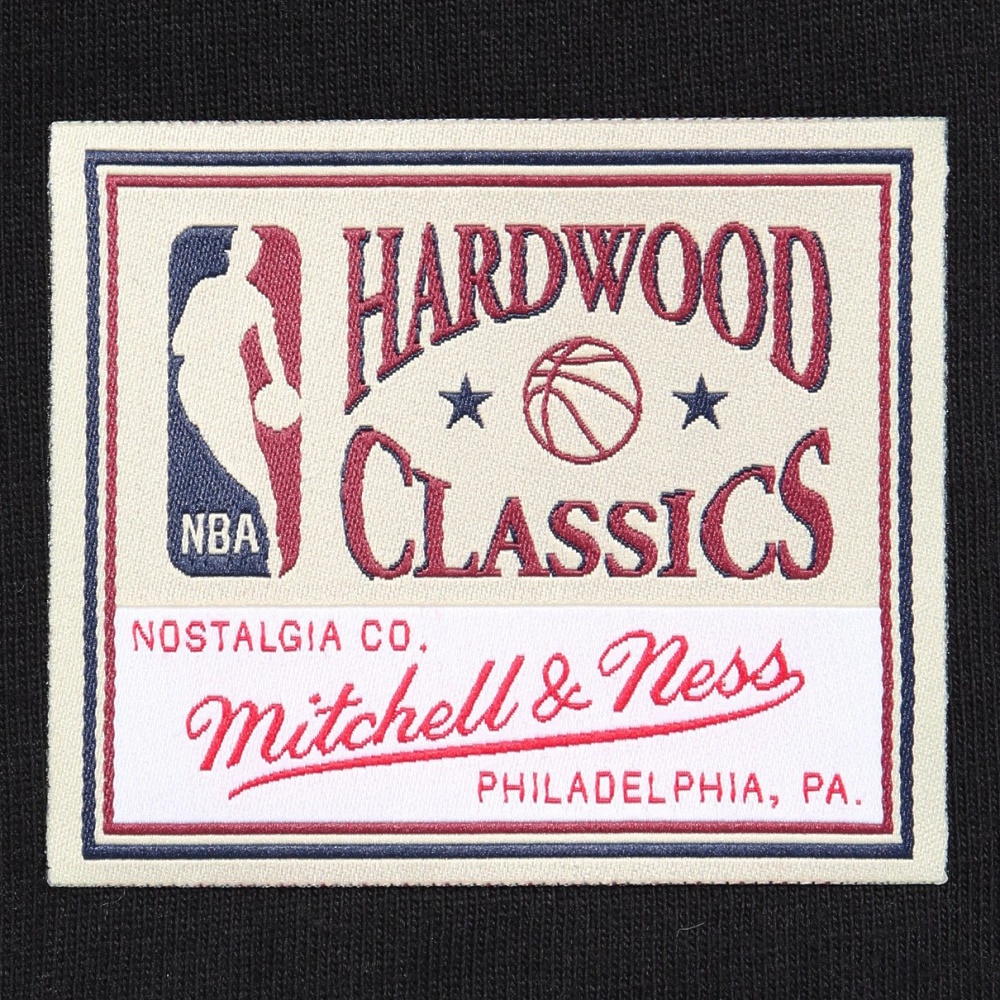 NBA
HARDWOOD
CLASSICS
NOSTALGIA CO.
Mitchell & Ness
PHILADELPHIA, PA.